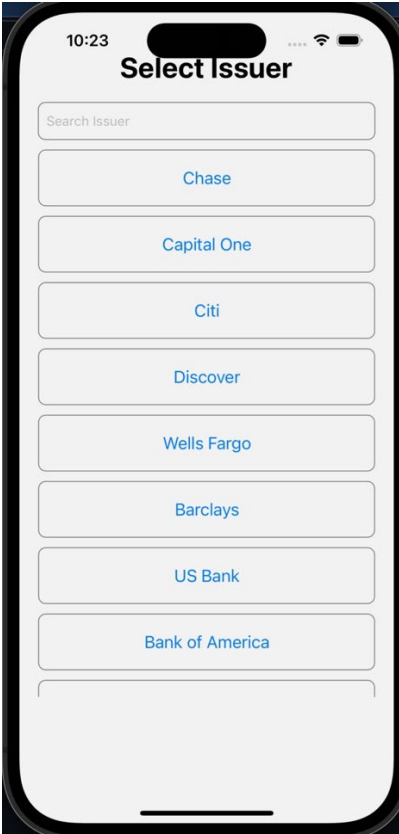 10:23
Select Issuer
Search Issuer
Chase
Capital One
Citi
Discover
Wells Fargo
Barclays
US Bank
Bank of America